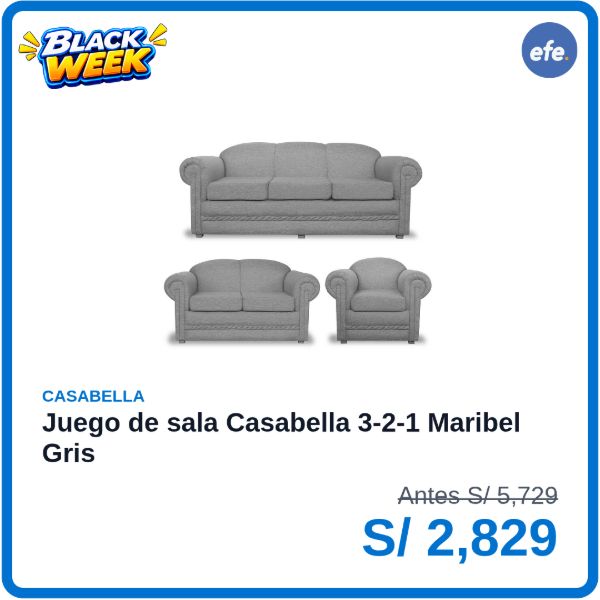 BLACK
WEEK
efe.
CASABELLA
Juego de sala Casabella 3-2-1 Maribel
Gris
Antes S/ 5,729
S/ 2,829